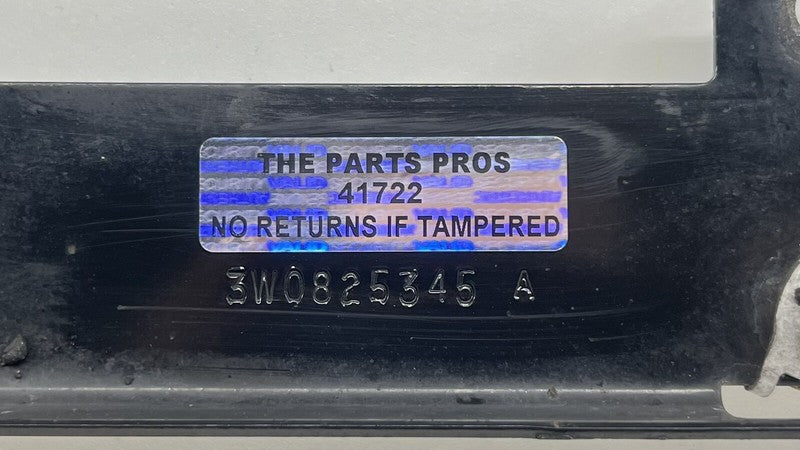 THE PARTS PROS
41722
NO RETURNS IF TAMPERED
3W0825345 A